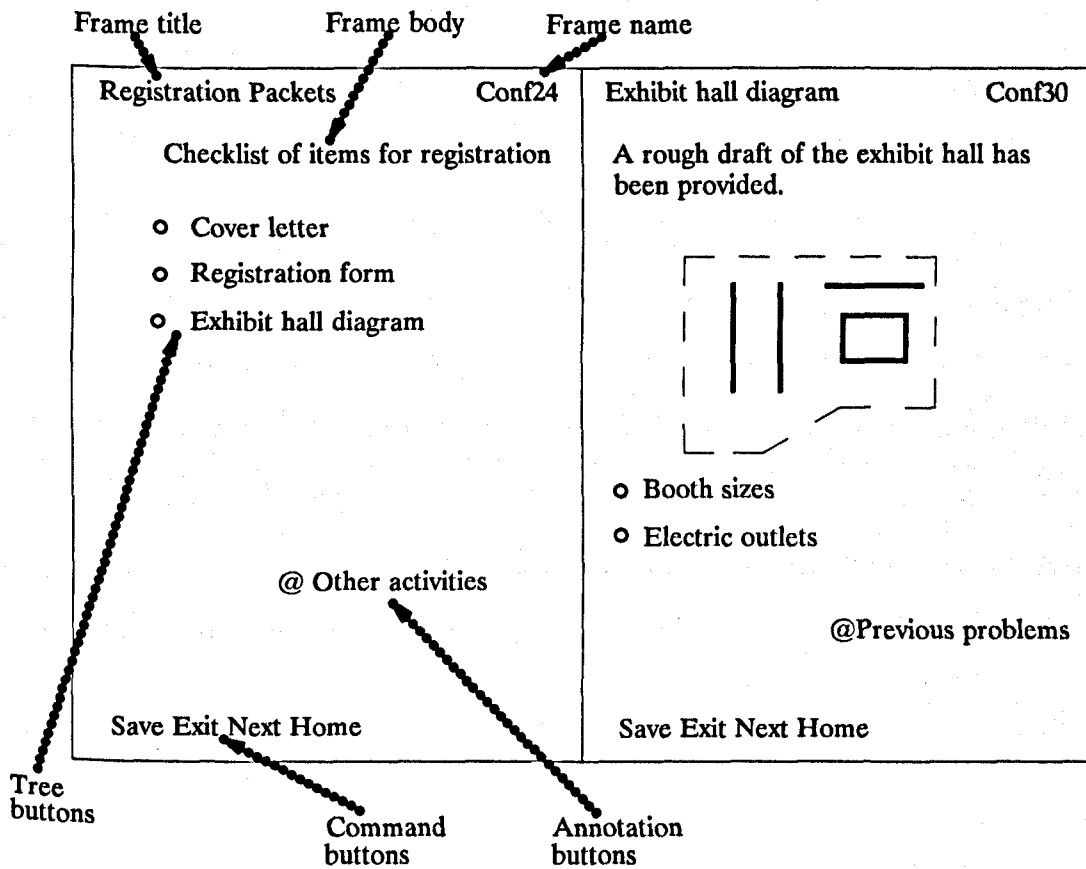 Frame title
Frame body
Frame name
Registration Packets
Conf24
Checklist of items for registration
Cover letter
Registration form
Exhibit hall diagram
@ Other activities
Save Exit Next Home
Exhibit hall diagram
Conf30
A rough draft of the exhibit hall has
been provided.
Booth sizes
Electric outlets
@Previous problems
Save Exit Next Home
Tree
buttons
Command
buttons
Annotation
buttons